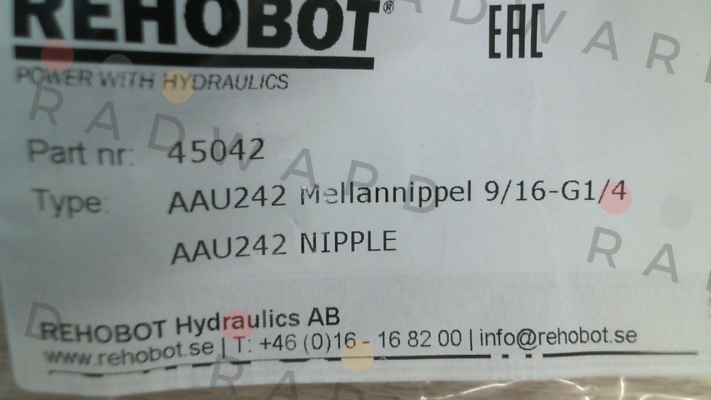 REHOBOT®
EAC
POWER WITH HYDRAULICS
Part nr: 45042
Type: AAU242 Mellannippel 9/16-G1/4
AAU242 NIPPLE
REHOBOT Hydraulics AB
www.rehobot.se | T: +46 (0)16 - 16 82 00 | info@rehobot.se
RADWARD